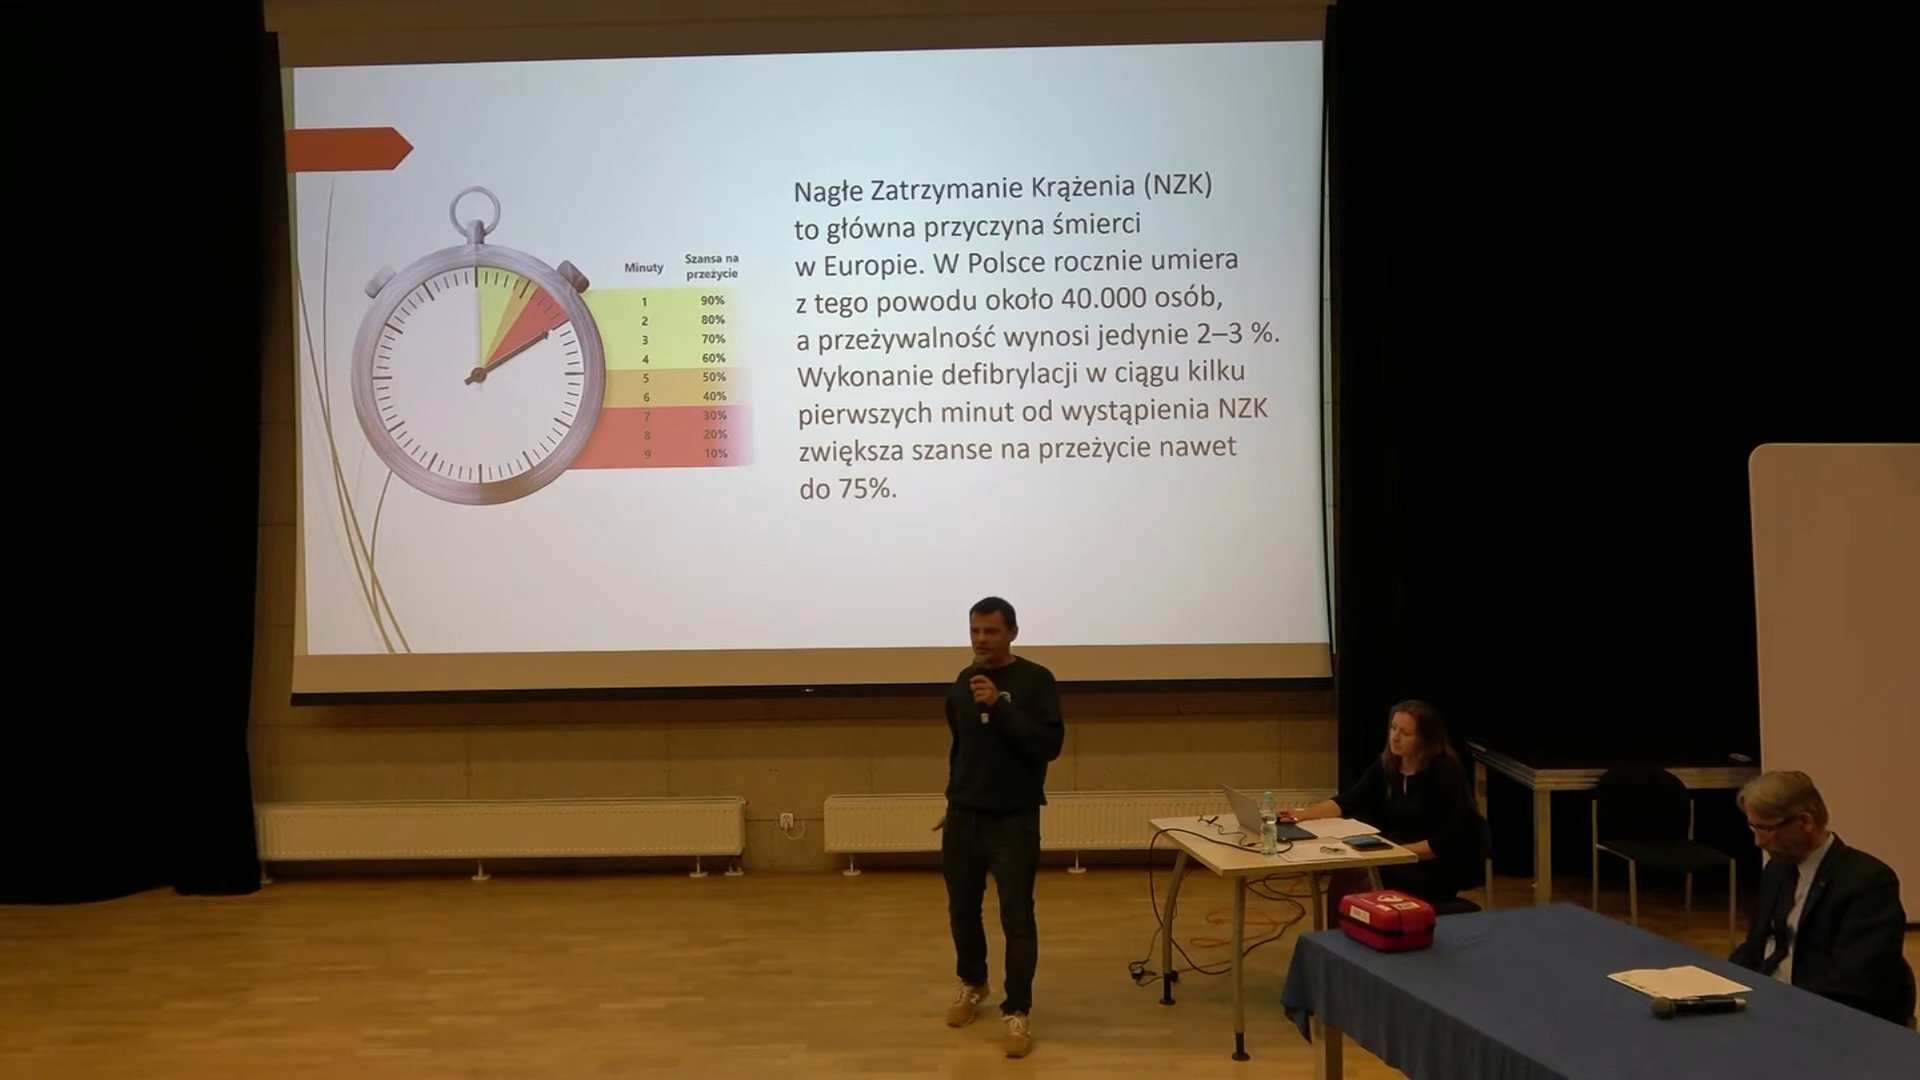 Nagłe Zatrzymanie Krążenia (NZK)
to główna przyczyna śmierci
w Europie. W Polsce rocznie umiera
z tego powodu około 40.000 osób,
a przeżywalność wynosi jedynie 2–3 %.
Wykonanie defibrylacji w ciągu kilku
pierwszych minut od wystąpienia NZK
zwiększa szanse na przeżycie nawet
do 75%.
Minuty Szansa na przeżycie
1 90%
2 80%
3 70%
4 60%
5 50%
6 40%
7 30%
8 20%
9 10%